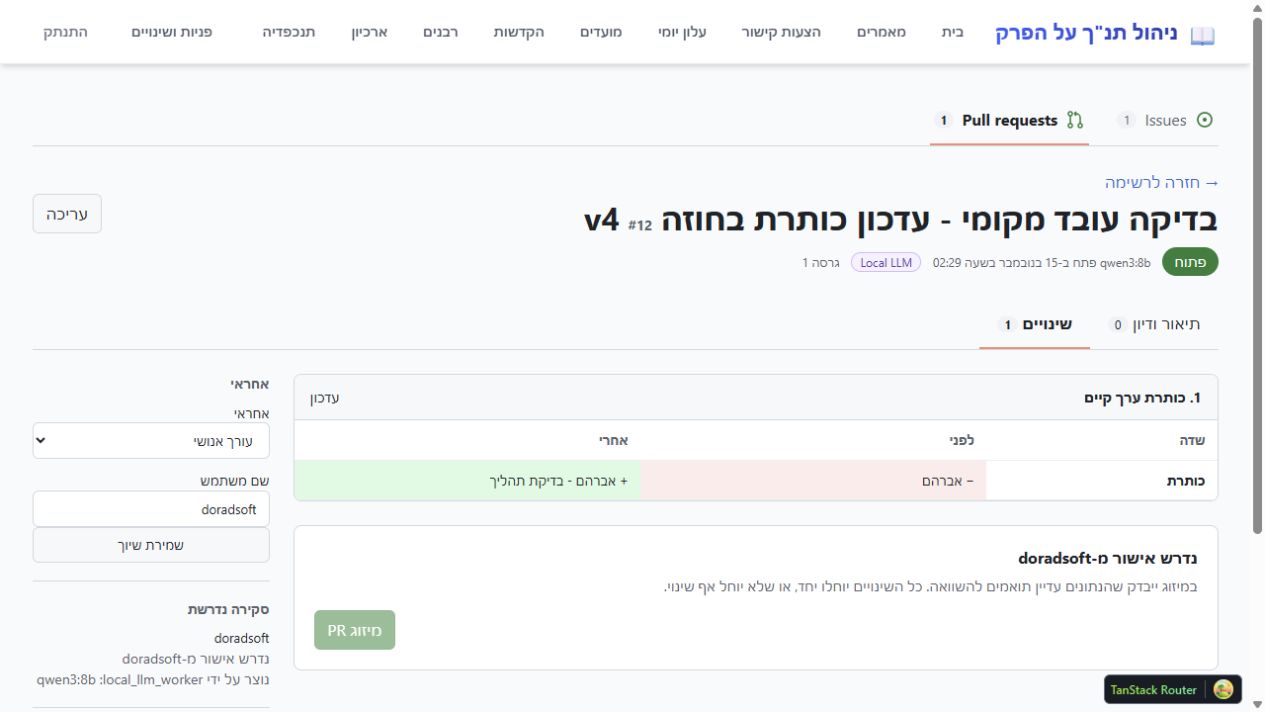 ניהול תנ"ך על הפרק
בית
מאמרים
הצעות קישור
עלון יומי
מועדים
הקדשות
רבנים
ארכיון
תנכפדיה
פניות ושינויים
התנתק
Issues 1
Pull requests 1
→ חזרה לרשימה
בדיקה עובד מקומי - עדכון כותרת בחוזה v4 #12
עריכה
פתוח
qwen3:8b פתח ב-15 בנובמבר בשעה 02:29
Local LLM
גרסה 1
תיאור ודיון 0
שינויים 1
1. כותרת ערך קיים
עדכון
שדה
לפני
אחרי
כותרת
− אברהם
+ אברהם - בדיקת תהליך
נדרש אישור מ-doradsoft
במיזוג ייבדק שהנתונים עדיין תואמים להשוואה. כל השינויים יוחלו יחד, או שלא יוחל אף שינוי.
מיזוג PR
אחראי
אחראי
עורך אנושי
שם משתמש
doradsoft
שמירת שיוך
סקירה נדרשת
doradsoft
נדרש אישור מ-doradsoft
נוצר על ידי local_llm_worker: qwen3:8b
TanStack Router